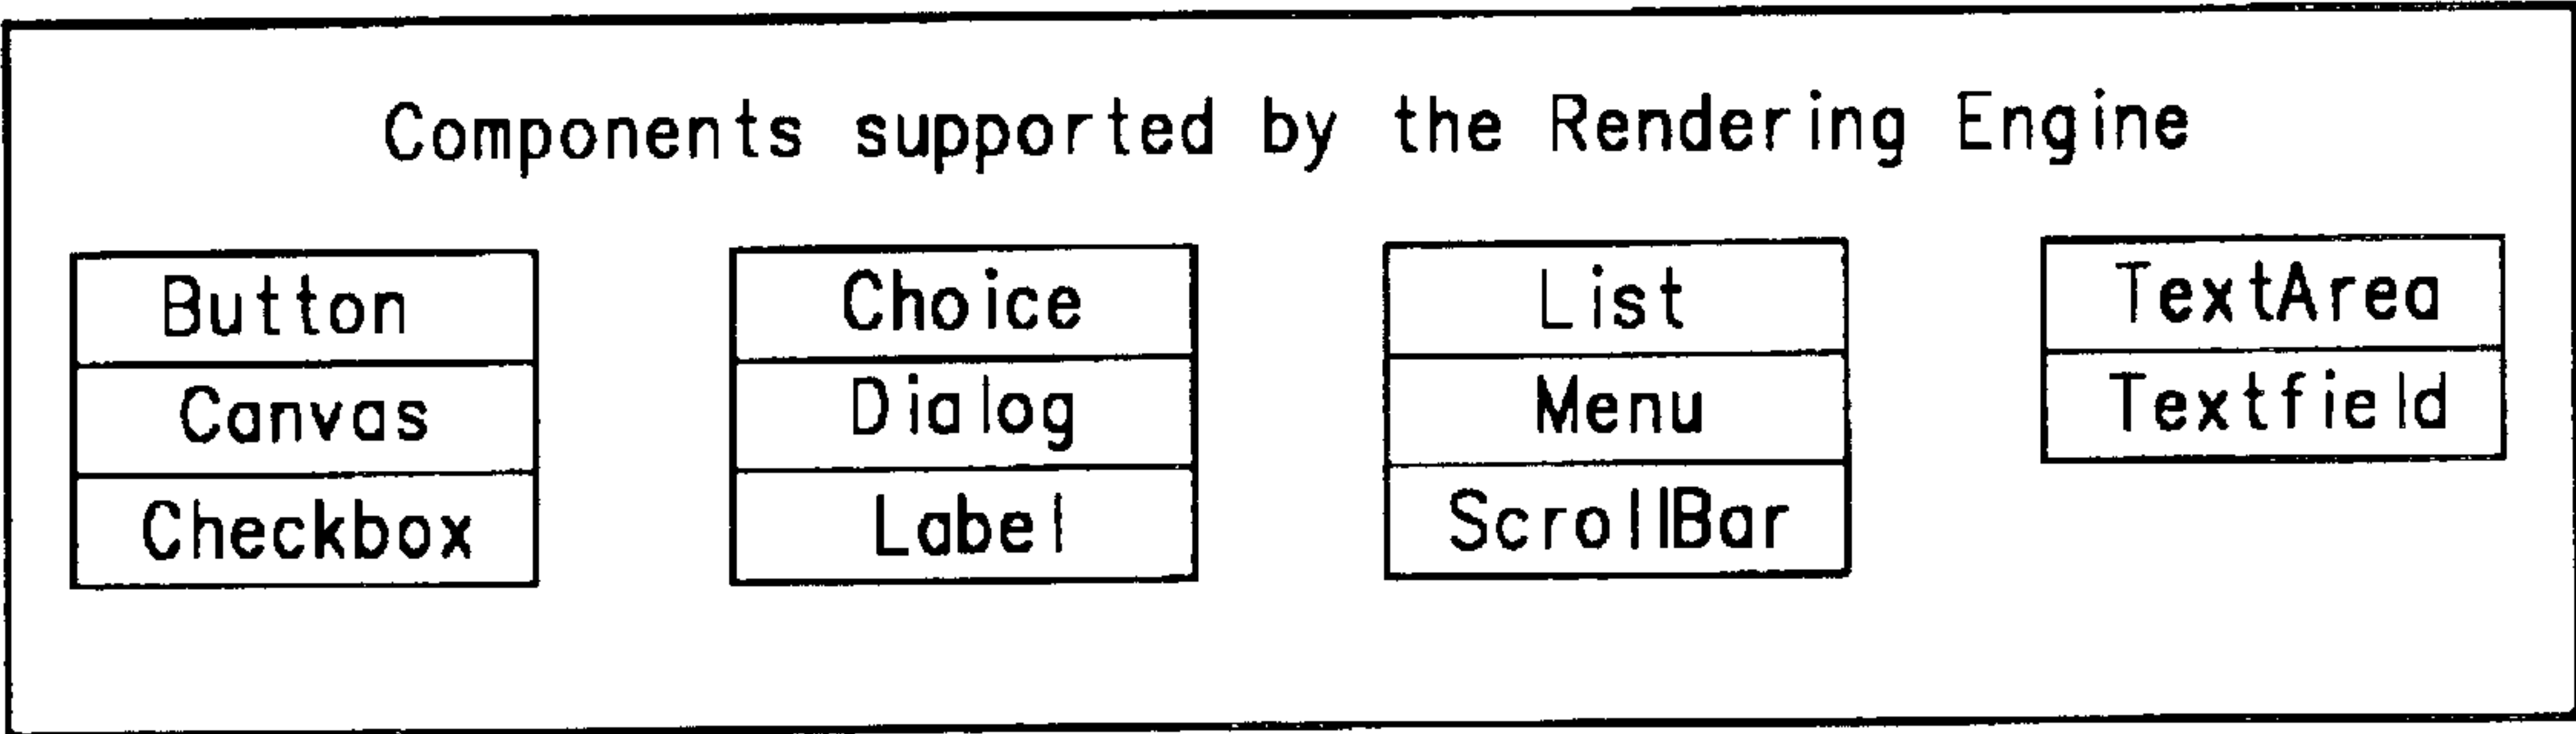 Components supported by the Rendering Engine
Button
Canvas
Checkbox
Choice
Dialog
Label
List
Menu
ScrollBar
TextArea
Textfield